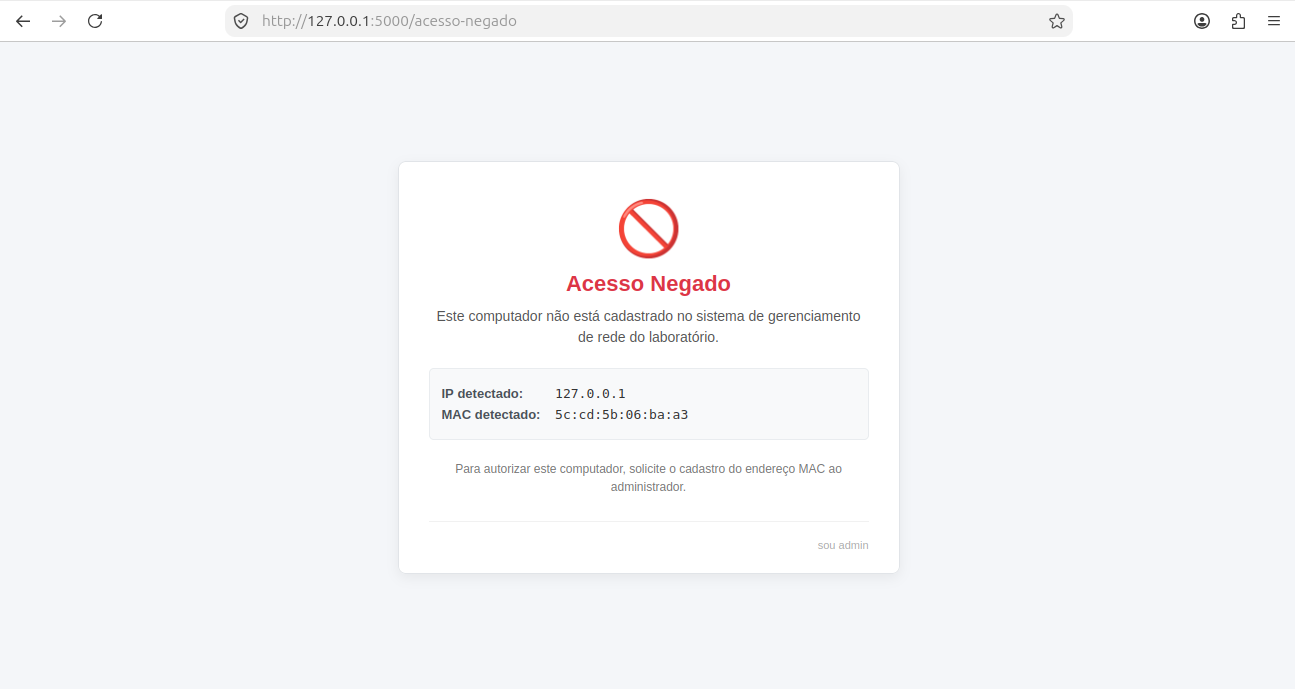 http://127.0.0.1:5000/acesso-negado
Acesso Negado
Este computador não está cadastrado no sistema de gerenciamento
de rede do laboratório.
IP detectado: 127.0.0.1
MAC detectado: 5c:cd:5b:06:ba:a3
Para autorizar este computador, solicite o cadastro do endereço MAC ao
administrador.
sou admin